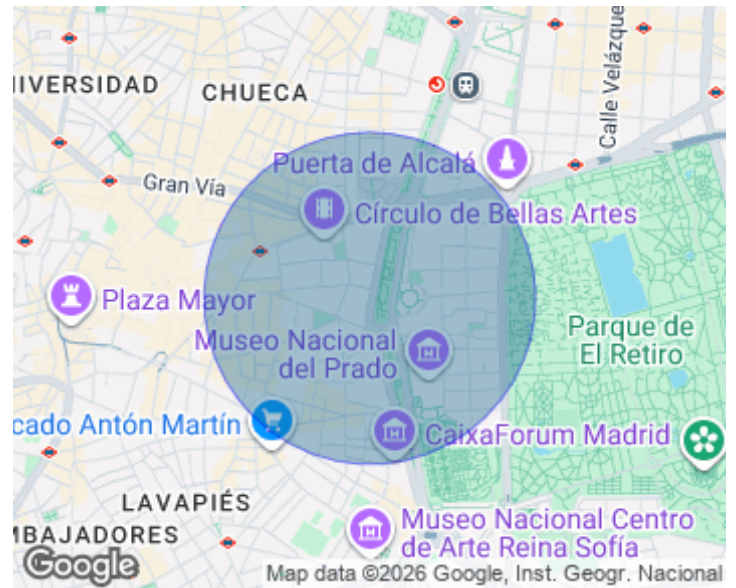 IIVERSIDAD
CHUECA
Calle Velázque
Puerta de Alcalá
Gran Vía
Círculo de Bellas Artes
Plaza Mayor
Museo Nacional
del Prado
Parque de
El Retiro
cado Antón Martín
CaixaForum Madrid
LAVAPIÉS
MBAJADORES
Museo Nacional Centro
de Arte Reina Sofía
Google
Map data ©2026 Google, Inst. Geogr. Nacional